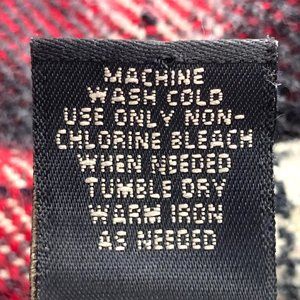 MACHINE
WASH COLD
USE ONLY NON-
CHLORINE BLEACH
WHEN NEEDED
TUMBLE DRY
WARM IRON
AS NEEDED